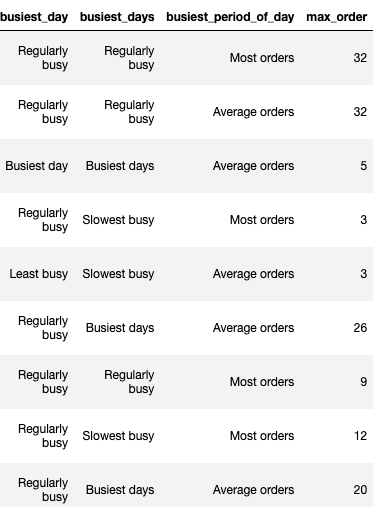 busiest_day busiest_days busiest_period_of_day max_order
Regularly busy Regularly busy Most orders 32
Regularly busy Regularly busy Average orders 32
Busiest day Busiest days Average orders 5
Regularly busy Slowest busy Most orders 3
Least busy Slowest busy Average orders 3
Regularly busy Busiest days Average orders 26
Regularly busy Regularly busy Most orders 9
Regularly busy Slowest busy Most orders 12
Regularly busy Busiest days Average orders 20